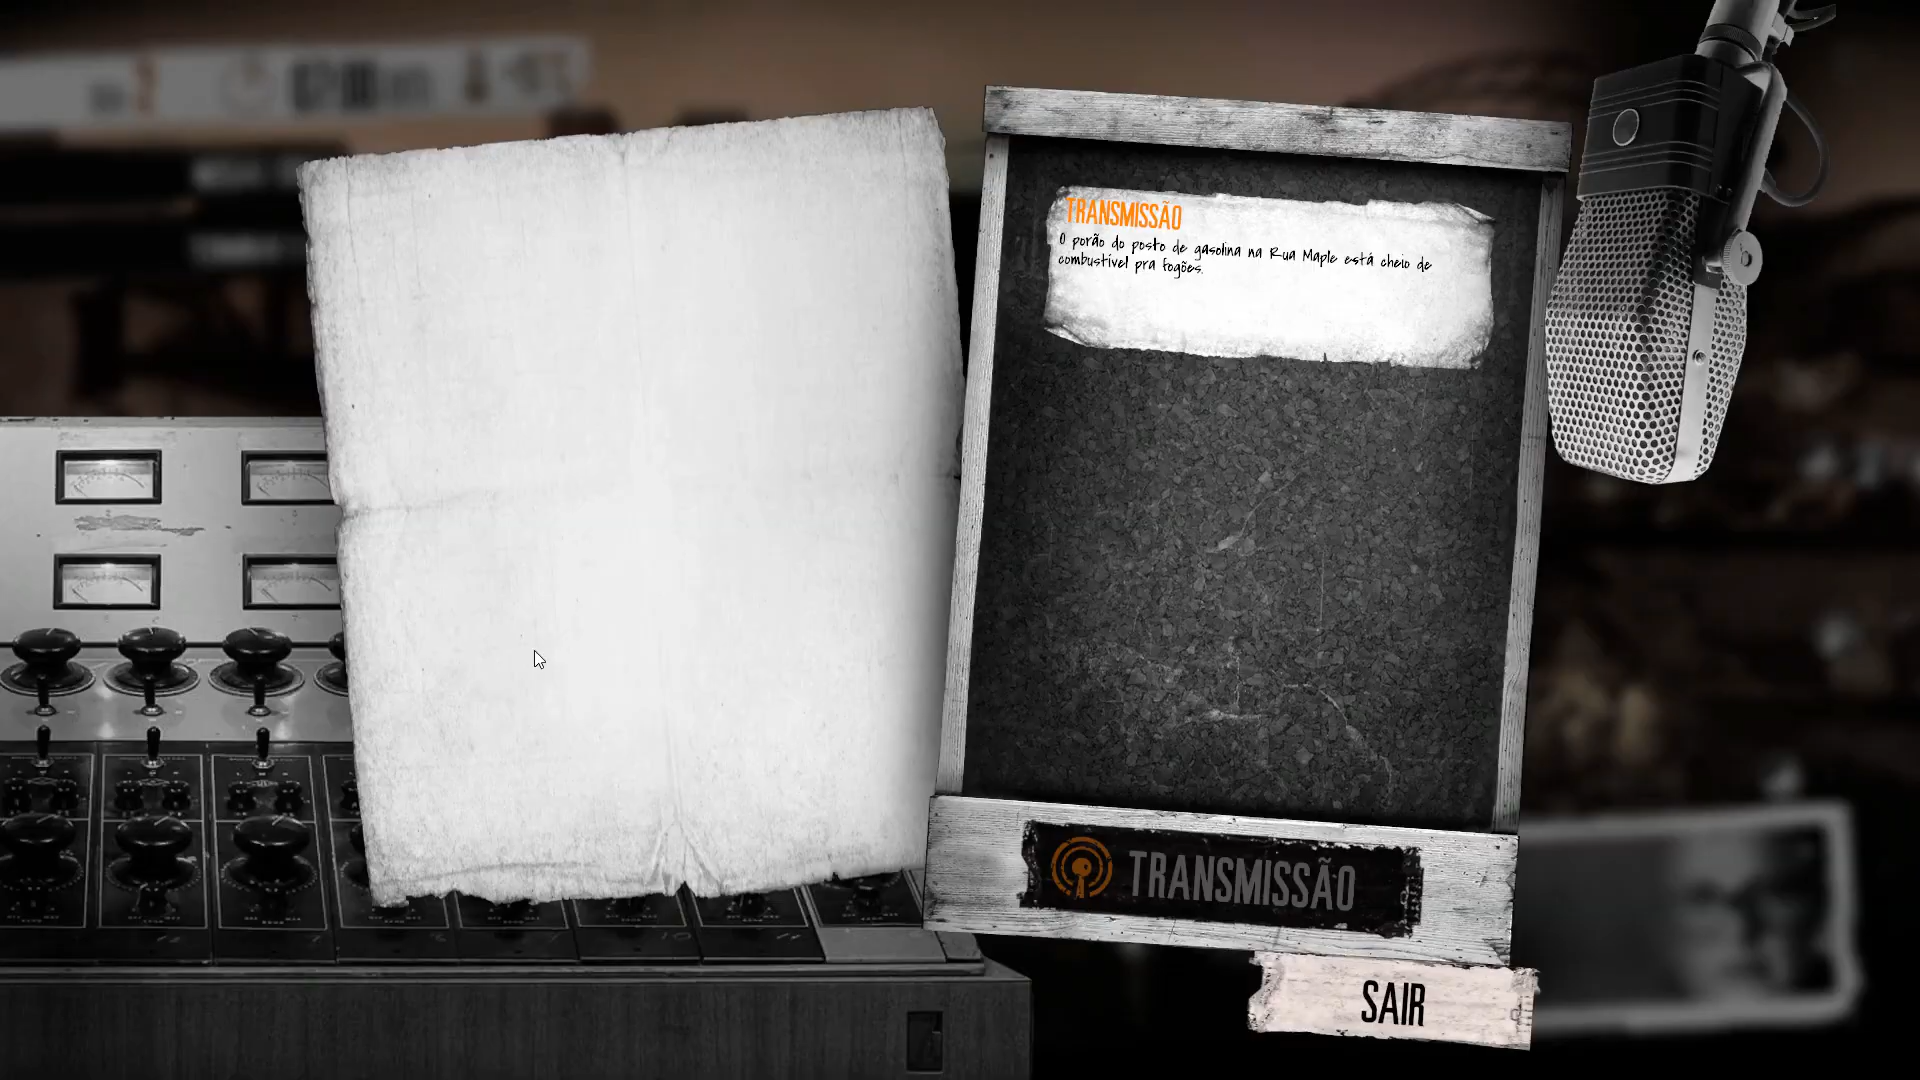 TRANSMISSÃO
O porão do posto de gasolina na Rua Maple está cheio de
combustível pra fogões.
TRANSMISSÃO
SAIR